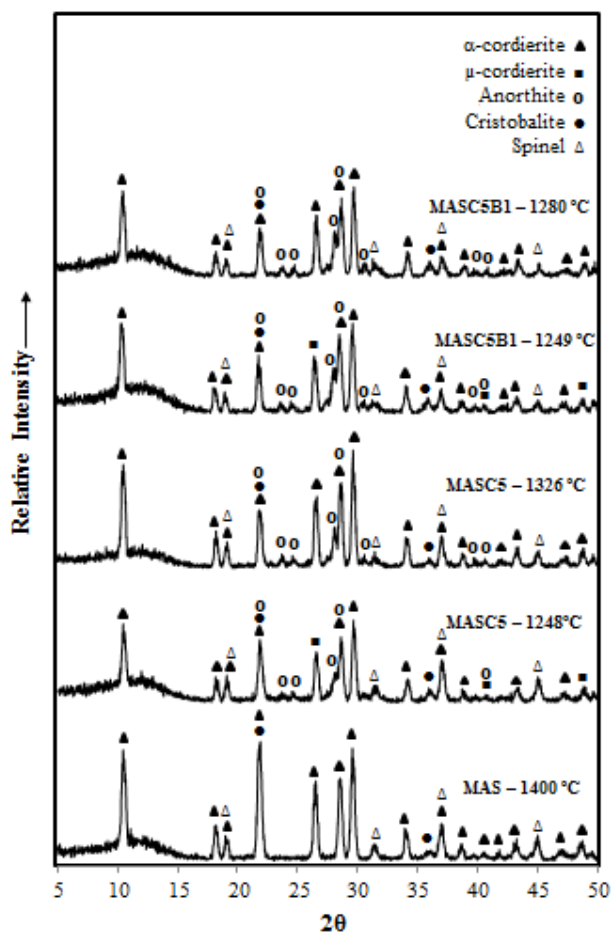 α-cordierite ▲
μ-cordierite ■
Anorthite o
Cristobalite ●
Spinel △
MASC5B1 – 1280 °C
MASC5B1 – 1249 °C
MASC5 – 1326 °C
MASC5 – 1248°C
MAS – 1400 °C
Relative Intensity
5 10 15 20 25 30 35 40 45 50
2θ